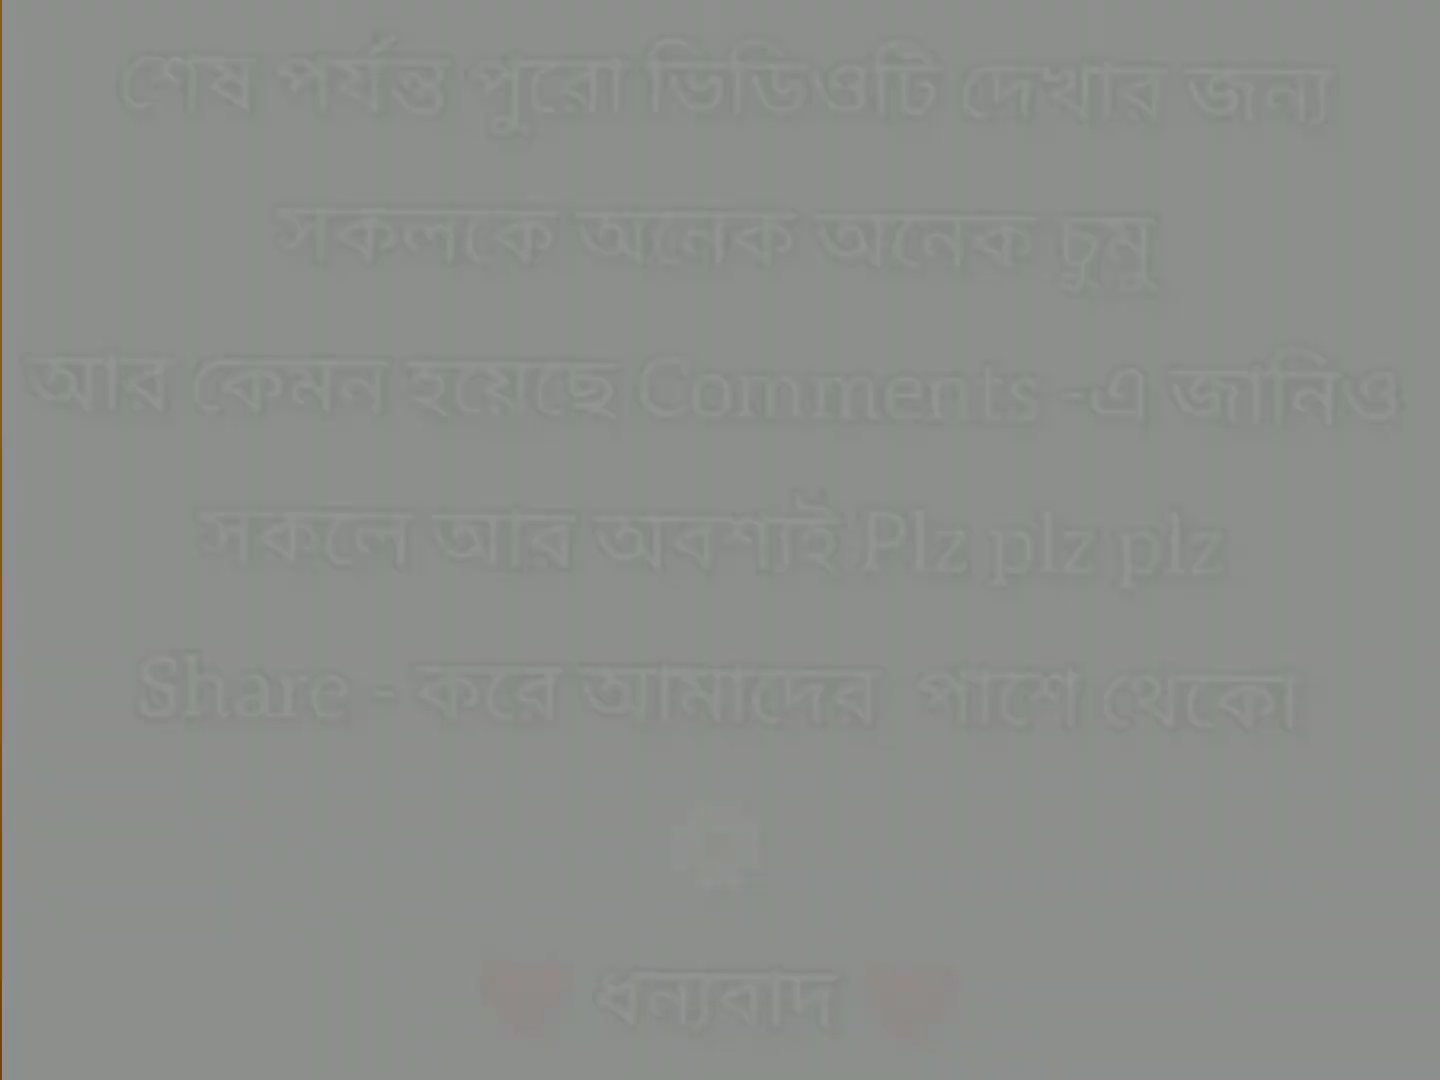 শেষ পর্যন্ত পুরো ভিডিওটি দেখার জন্য
সকলকে অনেক অনেক চুমু
আর কেমন হয়েছে Comments -এ জানিও
সকলে আর অবশ্যই Plz plz plz
Share - করে আমাদের পাশে থেকো
ধন্যবাদ